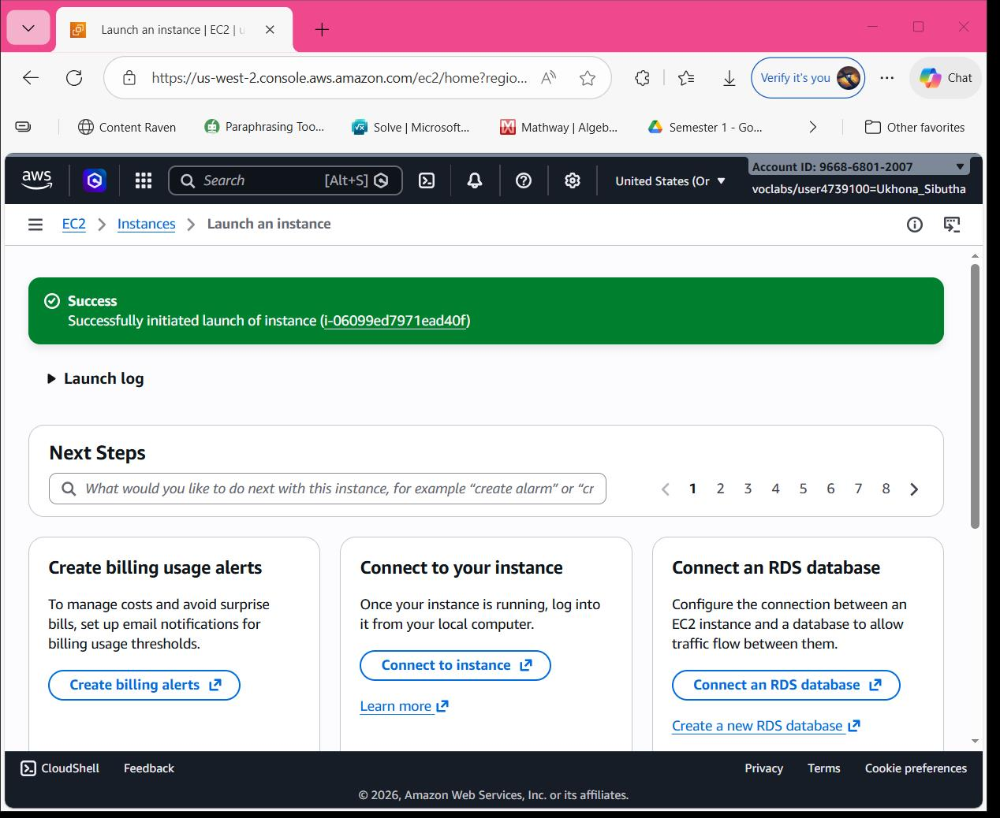 Launch an instance | EC2 | u
https://us-west-2.console.aws.amazon.com/ec2/home?regio...
Verify it's you
Chat
Content Raven
Paraphrasing Too...
Solve | Microsoft...
Mathway | Algeb...
Semester 1 - Go...
Other favorites
aws
Search
[Alt+S]
United States (Or
Account ID: 9668-6801-2007
voclabs/user4739100=Ukhona_Sibutha
EC2
Instances
Launch an instance
Success
Successfully initiated launch of instance (i-06099ed7971ead40f)
Launch log
Next Steps
What would you like to do next with this instance, for example “create alarm” or “cr
1 2 3 4 5 6 7 8
Create billing usage alerts
To manage costs and avoid surprise
bills, set up email notifications for
billing usage thresholds.
Create billing alerts
Connect to your instance
Once your instance is running, log into
it from your local computer.
Connect to instance
Learn more
Connect an RDS database
Configure the connection between an
EC2 instance and a database to allow
traffic flow between them.
Connect an RDS database
Create a new RDS database
CloudShell
Feedback
Privacy
Terms
Cookie preferences
© 2026, Amazon Web Services, Inc. or its affiliates.